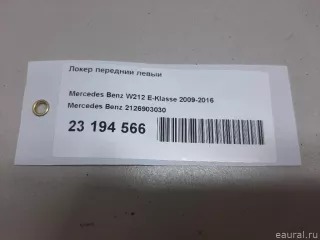 Локер передний левый
Mercedes Benz W212 E-Klasse 2009-2016
Mercedes Benz 2126903030
23 194 566
eaural.ru